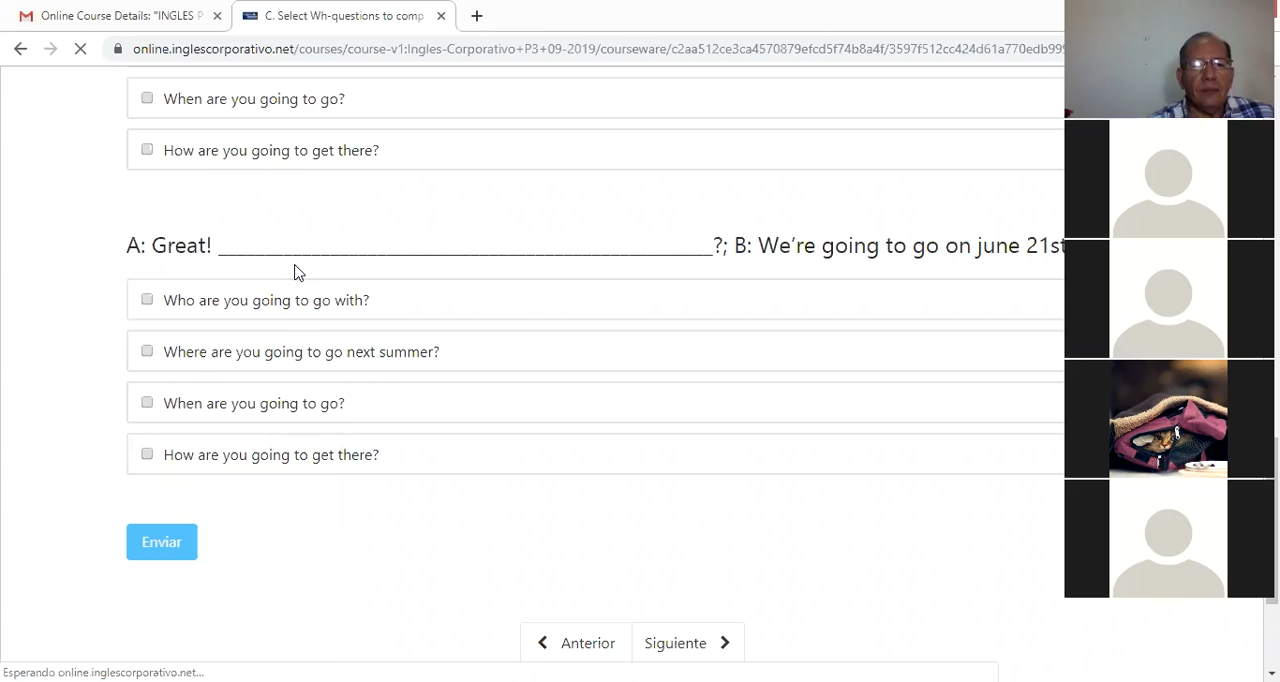 Online Course Details: "INGLES P
C. Select Wh-questions to comp
online.inglescorporativo.net/courses/course-v1:Ingles-Corporativo+P3+09-2019/courseware/c2aa512ce3ca4570879efcd5f74b8a4f/3597f512cc424d61a770edb999
When are you going to go?
How are you going to get there?
A: Great! ______________________________________________?; B: We’re going to go on june 21st
Who are you going to go with?
Where are you going to go next summer?
When are you going to go?
How are you going to get there?
Enviar
Anterior Siguiente
Esperando online.inglescorporativo.net...